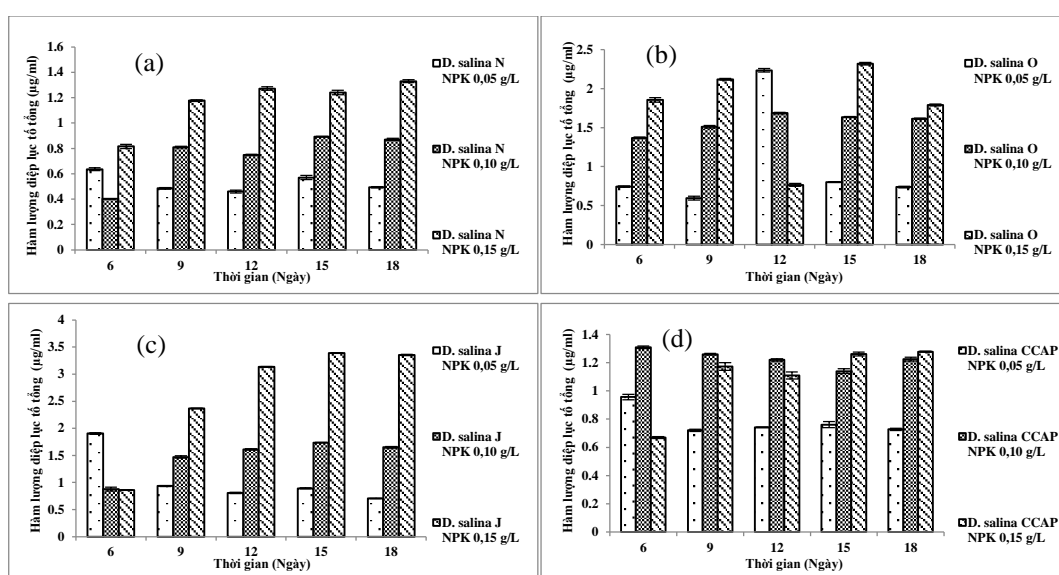 (a)
Hàm lượng diệp lục tố tổng (µg/ml)
1.6
1.4
1.2
1
0.8
0.6
0.4
0.2
0
6 9 12 15 18
Thời gian (Ngày)
D. salina N
NPK 0,05 g/L
D. salina N
NPK 0,10 g/L
D. salina N
NPK 0,15 g/L
(b)
Hàm lượng diệp lục tố tổng (µg/ml)
2.5
2
1.5
1
0.5
0
6 9 12 15 18
Thời gian (Ngày)
D. salina O
NPK 0,05 g/L
D. salina O
NPK 0,10 g/L
D. salina O
NPK 0,15 g/L
(c)
Hàm lượng diệp lục tố tổng (µg/ml)
4
3.5
3
2.5
2
1.5
1
0.5
0
6 9 12 15 18
Thời gian (Ngày)
D. salina J
NPK 0,05 g/L
D. salina J
NPK 0,10 g/L
D. salina J
NPK 0,15 g/L
(d)
Hàm lượng diệp lục tố tổng (µg/ml)
1.4
1.2
1
0.8
0.6
0.4
0.2
0
6 9 12 15 18
Thời gian (Ngày)
D. salina CCAP
NPK 0,05 g/L
D. salina CCAP
NPK 0,10 g/L
D. salina CCAP
NPK 0,15 g/L